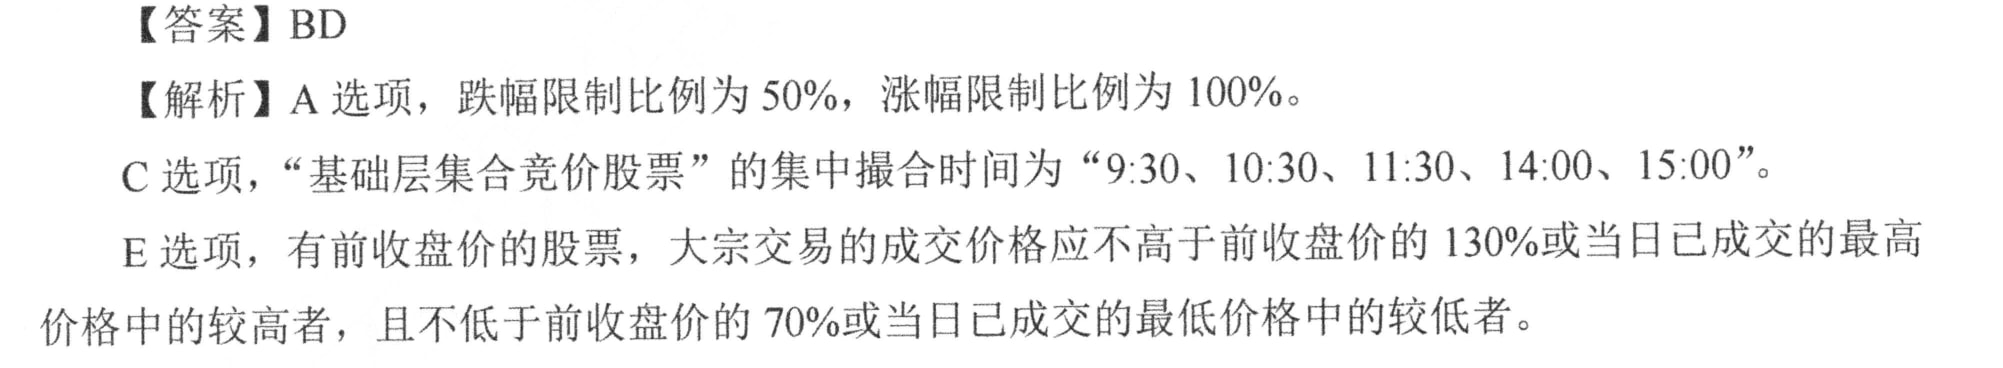 【答案】BD
【解析】A 选项，跌幅限制比例为 50%，涨幅限制比例为 100%。
C 选项，“基础层集合竞价股票”的集中撮合时间为“9:30、10:30、11:30、14:00、15:00”。
E 选项，有前收盘价的股票，大宗交易的成交价格应不高于前收盘价的 130%或当日已成交的最高
价格中的较高者，且不低于前收盘价的 70%或当日已成交的最低价格中的较低者。